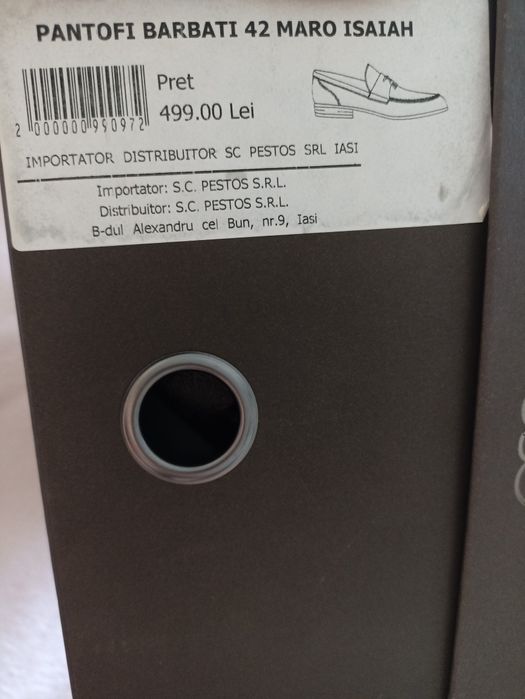 PANTOFI BARBATI 42 MARO ISAIAH
Pret
499.00 Lei
2 000000 950972
IMPORTATOR DISTRIBUITOR SC PESTOS SRL IASI
Importator: S.C. PESTOS S.R.L.
Distribuitor: S.C. PESTOS S.R.L.
B-dul Alexandru cel Bun, nr.9, Iasi